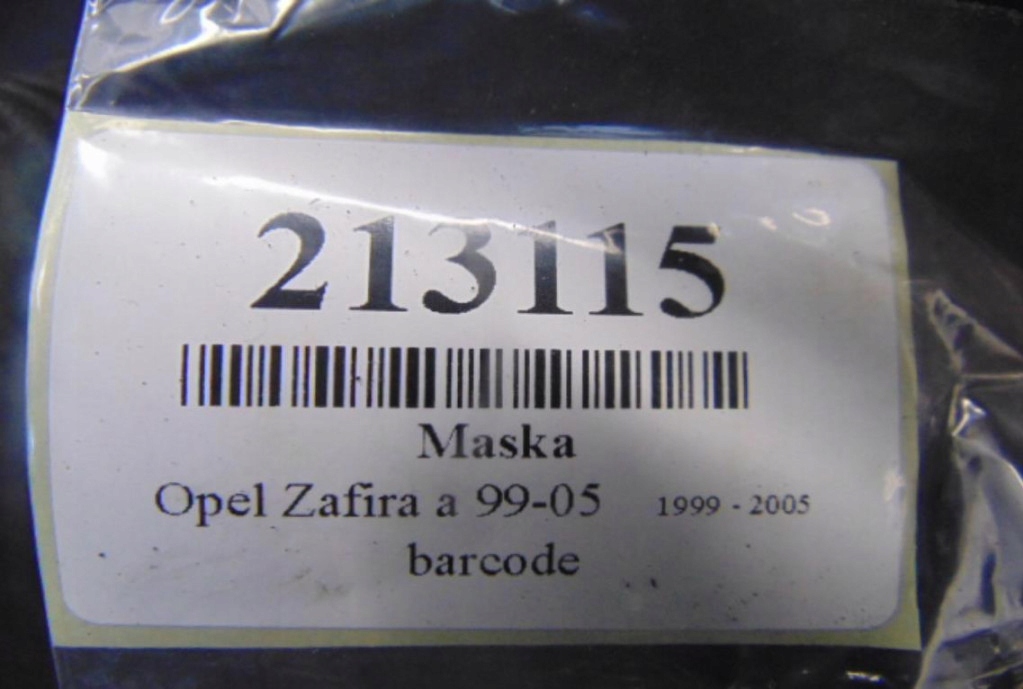 213115
Maska
Opel Zafira a 99-05 1999 - 2005
barcode